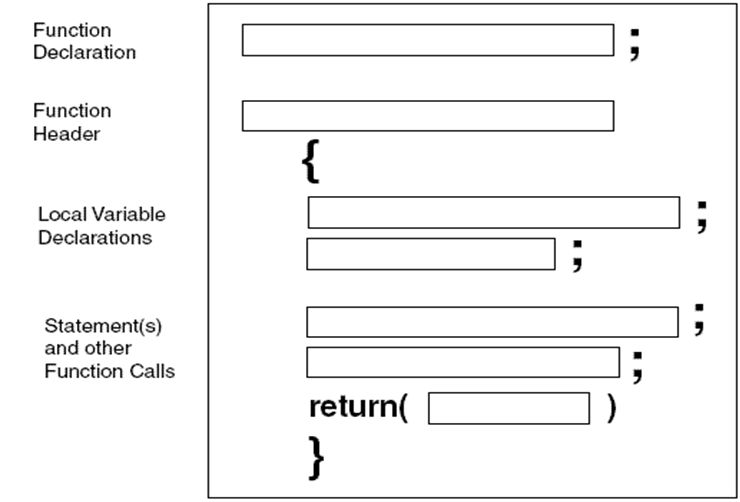 Function
Declaration
;
Function
Header
{
Local Variable
Declarations
;
;
Statement(s)
and other
Function Calls
;
;
return( )
}